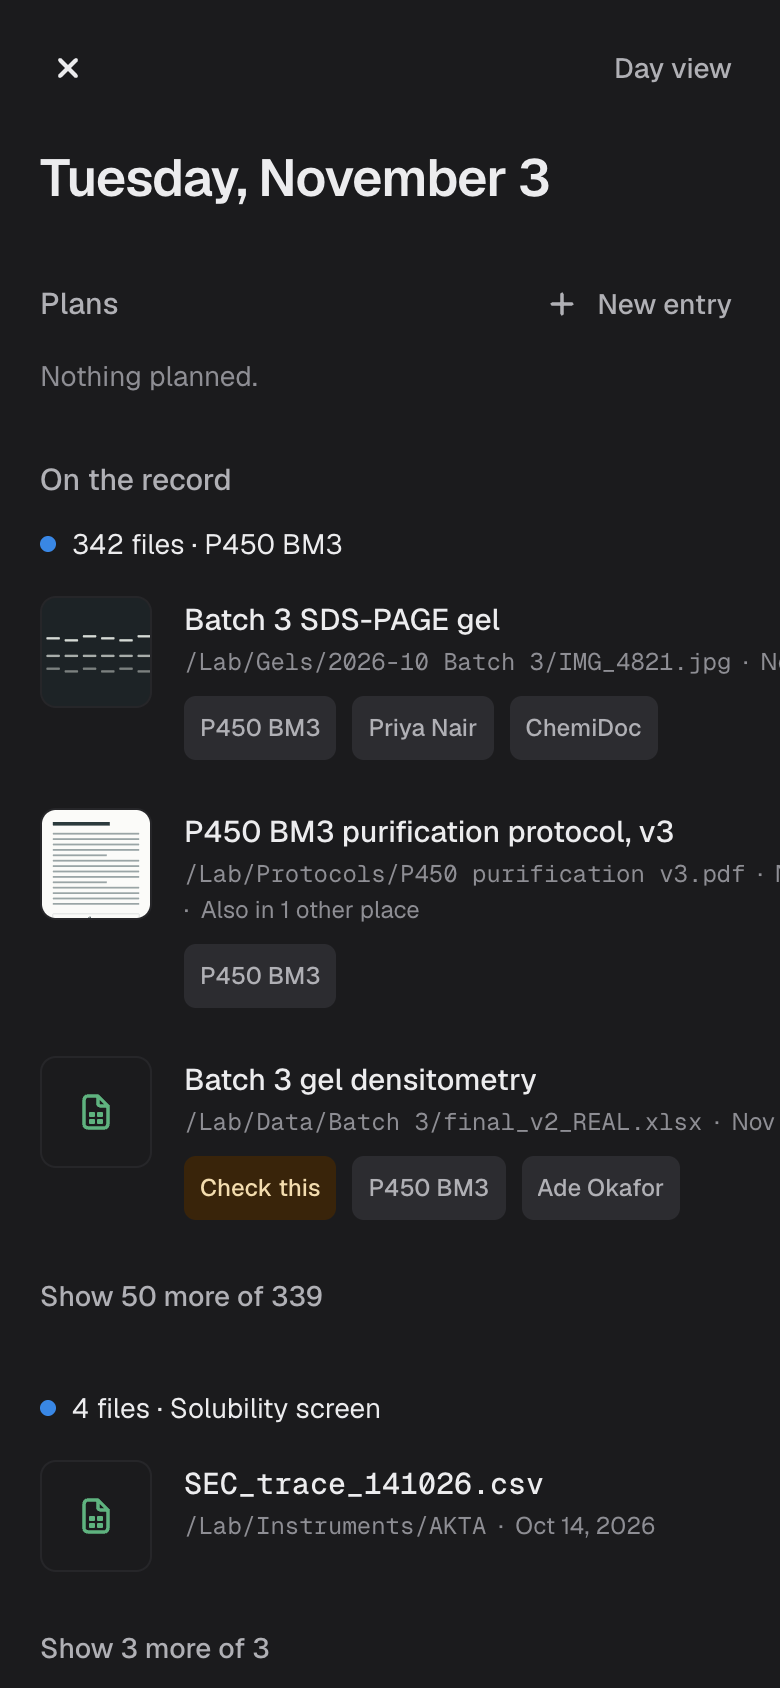 Day view
Tuesday, November 3
Plans
New entry
Nothing planned.
On the record
342 files · P450 BM3
Batch 3 SDS-PAGE gel
/Lab/Gels/2026-10 Batch 3/IMG_4821.jpg ·
P450 BM3 Priya Nair ChemiDoc
P450 BM3 purification protocol, v3
/Lab/Protocols/P450 purification v3.pdf ·
· Also in 1 other place
P450 BM3
Batch 3 gel densitometry
/Lab/Data/Batch 3/final_v2_REAL.xlsx · Nov
Check this P450 BM3 Ade Okafor
Show 50 more of 339
4 files · Solubility screen
SEC_trace_141026.csv
/Lab/Instruments/AKTA · Oct 14, 2026
Show 3 more of 3